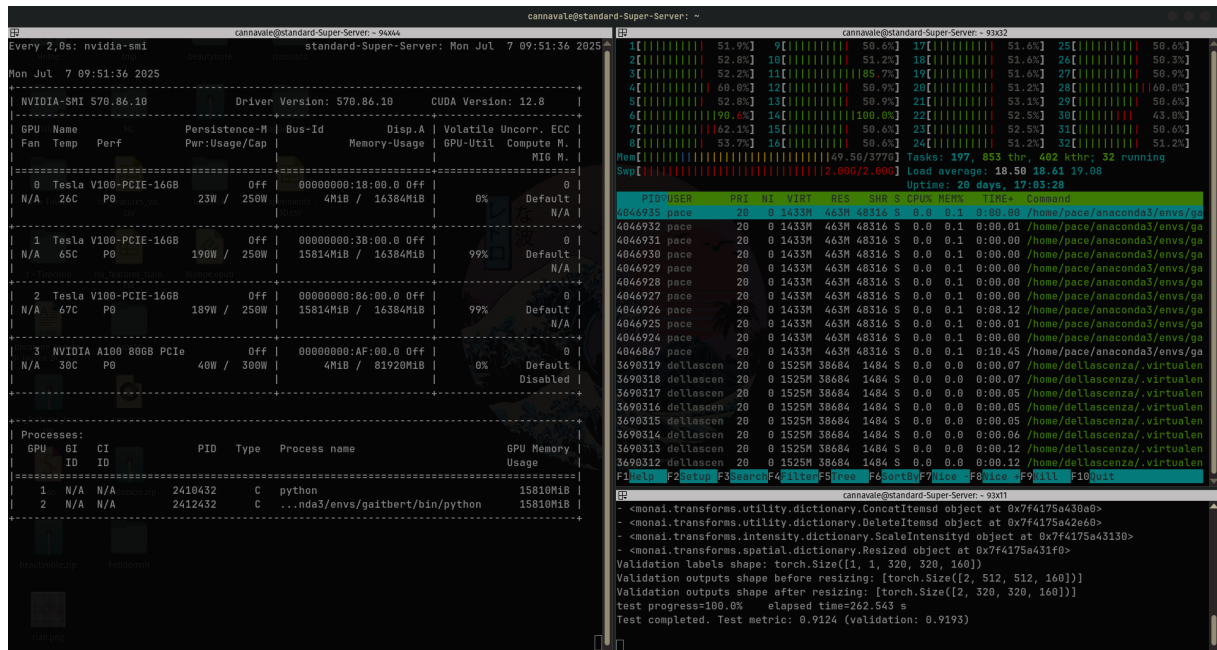 cannavale@standard-Super-Server: ~
cannavale@standard-Super-Server: ~ 94x44
Every 2,0s: nvidia-smi standard-Super-Server: Mon Jul 7 09:51:36 2025
Mon Jul 7 09:51:36 2025
NVIDIA-SMI 570.86.10 Driver Version: 570.86.10 CUDA Version: 12.8
GPU Name Persistence-M | Bus-Id Disp.A | Volatile Uncorr. ECC
Fan Temp Perf Pwr:Usage/Cap | Memory-Usage | GPU-Util Compute M.
MIG M.
0 Tesla V100-PCIE-16GB Off | 00000000:18:00.0 Off | 0
N/A 26C P0 23W / 250W | 4MiB / 16384MiB | 0% Default
N/A
1 Tesla V100-PCIE-16GB Off | 00000000:3B:00.0 Off | 0
N/A 65C P0 190W / 250W | 15814MiB / 16384MiB | 99% Default
N/A
2 Tesla V100-PCIE-16GB Off | 00000000:86:00.0 Off | 0
N/A 67C P0 189W / 250W | 15814MiB / 16384MiB | 99% Default
N/A
3 NVIDIA A100 80GB PCIe Off | 00000000:AF:00.0 Off | 0
N/A 30C P0 40W / 300W | 4MiB / 81920MiB | 0% Default
Disabled
Processes:
GPU GI CI PID Type Process name GPU Memory
ID ID Usage
1 N/A N/A 2410432 C python 15810MiB
2 N/A N/A 2412432 C ...nda3/envs/gaitbert/bin/python 15810MiB
cannavale@standard-Super-Server: ~ 93x32
1[ 51.9%] 9[ 50.6%] 17[ 51.6%] 25[ 50.6%]
2[ 52.8%] 10[ 51.2%] 18[ 51.6%] 26[ 50.3%]
3[ 52.2%] 11[ 85.7%] 19[ 51.6%] 27[ 50.9%]
4[ 60.0%] 12[ 50.9%] 20[ 51.2%] 28[ 60.0%]
5[ 52.8%] 13[ 50.9%] 21[ 53.1%] 29[ 50.6%]
6[ 90.6%] 14[ 100.0%] 22[ 52.5%] 30[ 43.0%]
7[ 62.1%] 15[ 50.6%] 23[ 52.5%] 31[ 50.6%]
8[ 53.7%] 16[ 50.6%] 24[ 51.2%] 32[ 51.2%]
Mem[ 49.5G/377G] Tasks: 197, 853 thr, 402 kthr; 32 running
Swp[ 2.00G/2.00G] Load average: 18.50 18.61 19.08
Uptime: 20 days, 17:03:28
PID▽USER PRI NI VIRT RES SHR S CPU% MEM% TIME+ Command
4046935 pace 20 0 1433M 463M 48316 S 0.0 0.1 0:00.00 /home/pace/anaconda3/envs/ga
4046932 pace 20 0 1433M 463M 48316 S 0.0 0.1 0:00.01 /home/pace/anaconda3/envs/ga
4046931 pace 20 0 1433M 463M 48316 S 0.0 0.1 0:00.00 /home/pace/anaconda3/envs/ga
4046930 pace 20 0 1433M 463M 48316 S 0.0 0.1 0:00.00 /home/pace/anaconda3/envs/ga
4046929 pace 20 0 1433M 463M 48316 S 0.0 0.1 0:00.00 /home/pace/anaconda3/envs/ga
4046928 pace 20 0 1433M 463M 48316 S 0.0 0.1 0:00.00 /home/pace/anaconda3/envs/ga
4046927 pace 20 0 1433M 463M 48316 S 0.0 0.1 0:00.00 /home/pace/anaconda3/envs/ga
4046926 pace 20 0 1433M 463M 48316 S 0.0 0.1 0:08.12 /home/pace/anaconda3/envs/ga
4046925 pace 20 0 1433M 463M 48316 S 0.0 0.1 0:00.01 /home/pace/anaconda3/envs/ga
4046924 pace 20 0 1433M 463M 48316 S 0.0 0.1 0:00.00 /home/pace/anaconda3/envs/ga
4046867 pace 20 0 1433M 463M 48316 S 0.0 0.1 0:10.45 /home/pace/anaconda3/envs/ga
3690319 dellascen 20 0 1525M 38684 1484 S 0.0 0.0 0:00.07 /home/dellascenza/.virtualen
3690318 dellascen 20 0 1525M 38684 1484 S 0.0 0.0 0:00.07 /home/dellascenza/.virtualen
3690317 dellascen 20 0 1525M 38684 1484 S 0.0 0.0 0:00.05 /home/dellascenza/.virtualen
3690316 dellascen 20 0 1525M 38684 1484 S 0.0 0.0 0:00.05 /home/dellascenza/.virtualen
3690315 dellascen 20 0 1525M 38684 1484 S 0.0 0.0 0:00.05 /home/dellascenza/.virtualen
3690314 dellascen 20 0 1525M 38684 1484 S 0.0 0.0 0:00.06 /home/dellascenza/.virtualen
3690313 dellascen 20 0 1525M 38684 1484 S 0.0 0.0 0:00.12 /home/dellascenza/.virtualen
3690312 dellascen 20 0 1525M 38684 1484 S 0.0 0.0 0:00.12 /home/dellascenza/.virtualen
F1Help F2Setup F3SearchF4FilterF5Tree F6SortByF7Nice -F8Nice +F9Kill F10Quit
cannavale@standard-Super-Server: ~ 93x11
- <monai.transforms.utility.dictionary.ConcatItemsd object at 0x7f4175a430a0>
- <monai.transforms.utility.dictionary.DeleteItemsd object at 0x7f4175a42e60>
- <monai.transforms.intensity.dictionary.ScaleIntensityd object at 0x7f4175a43130>
- <monai.transforms.spatial.dictionary.Resized object at 0x7f4175a431f0>
Validation labels shape: torch.Size([1, 1, 320, 320, 160])
Validation outputs shape before resizing: [torch.Size([2, 512, 512, 160])]
Validation outputs shape after resizing: [torch.Size([2, 320, 320, 160])]
test progress=100.0% elapsed time=262.543 s
Test completed. Test metric: 0.9124 (validation: 0.9193)